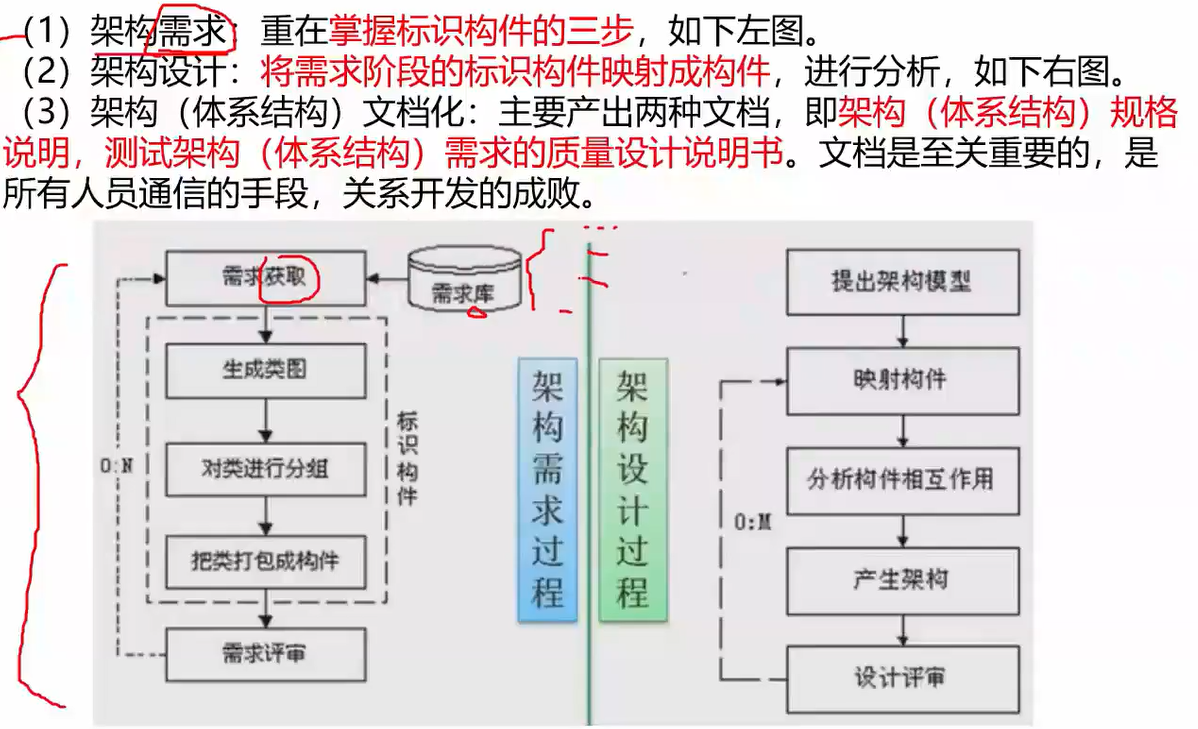 （1）架构需求：重在掌握标识构件的三步，如下左图。
（2）架构设计：将需求阶段的标识构件映射成构件，进行分析，如下右图。
（3）架构（体系结构）文档化：主要产出两种文档，即架构（体系结构）规格
说明，测试架构（体系结构）需求的质量设计说明书。文档是至关重要的，是
所有人员通信的手段，关系开发的成败。
需求获取
需求库
生成类图
对类进行分组
把类打包成构件
需求评审
标识构件
0:N
架构需求过程
架构设计过程
提出架构模型
映射构件
分析构件相互作用
产生架构
设计评审
0:M